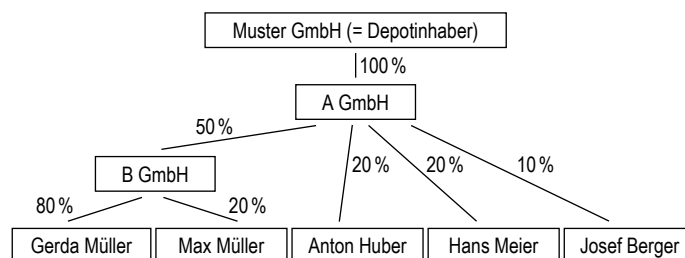 Muster GmbH (= Depotinhaber)
100 %
A GmbH
50 %
20 %
20 %
10 %
B GmbH
80 %
20 %
Gerda Müller
Max Müller
Anton Huber
Hans Meier
Josef Berger